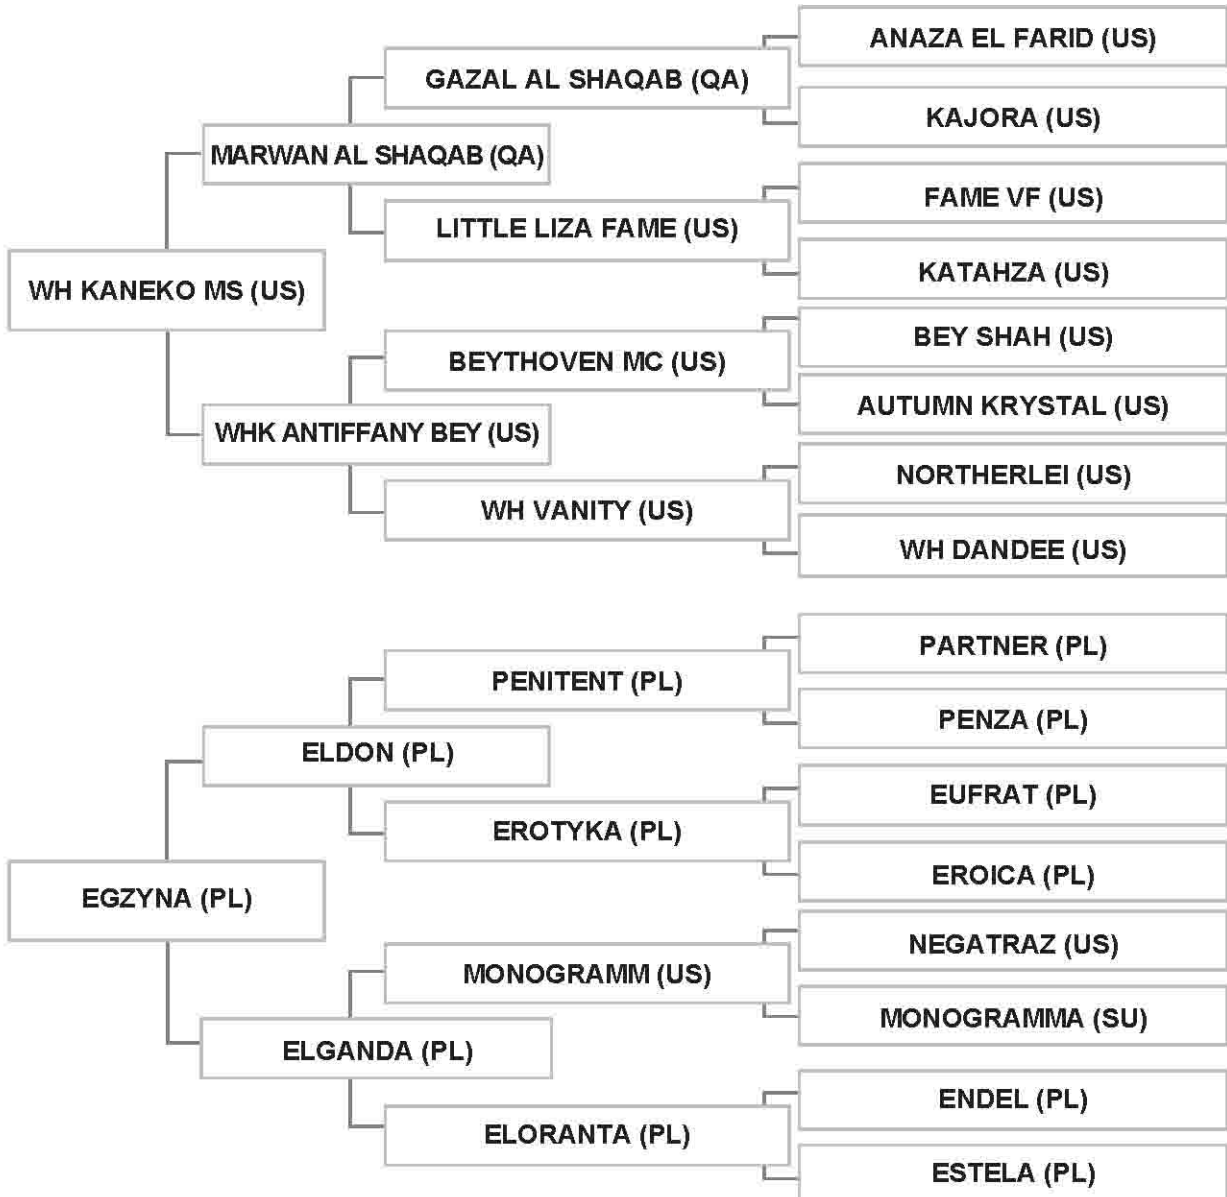 ANAZA EL FARID (US)
GAZAL AL SHAQAB (QA)
KAJORA (US)
MARWAN AL SHAQAB (QA)
FAME VF (US)
LITTLE LIZA FAME (US)
KATAHZA (US)
WH KANEKO MS (US)
BEY SHAH (US)
BEYTHOVEN MC (US)
AUTUMN KRYSTAL (US)
WHK ANTIFFANY BEY (US)
NORTHERLEI (US)
WH VANITY (US)
WH DANDEE (US)
PARTNER (PL)
PENITENT (PL)
PENZA (PL)
ELDON (PL)
EUFRAT (PL)
EROTYKA (PL)
EROICA (PL)
EGZYNA (PL)
NEGATRAZ (US)
MONOGRAMM (US)
MONOGRAMMA (SU)
ELGANDA (PL)
ENDEL (PL)
ELORANTA (PL)
ESTELA (PL)